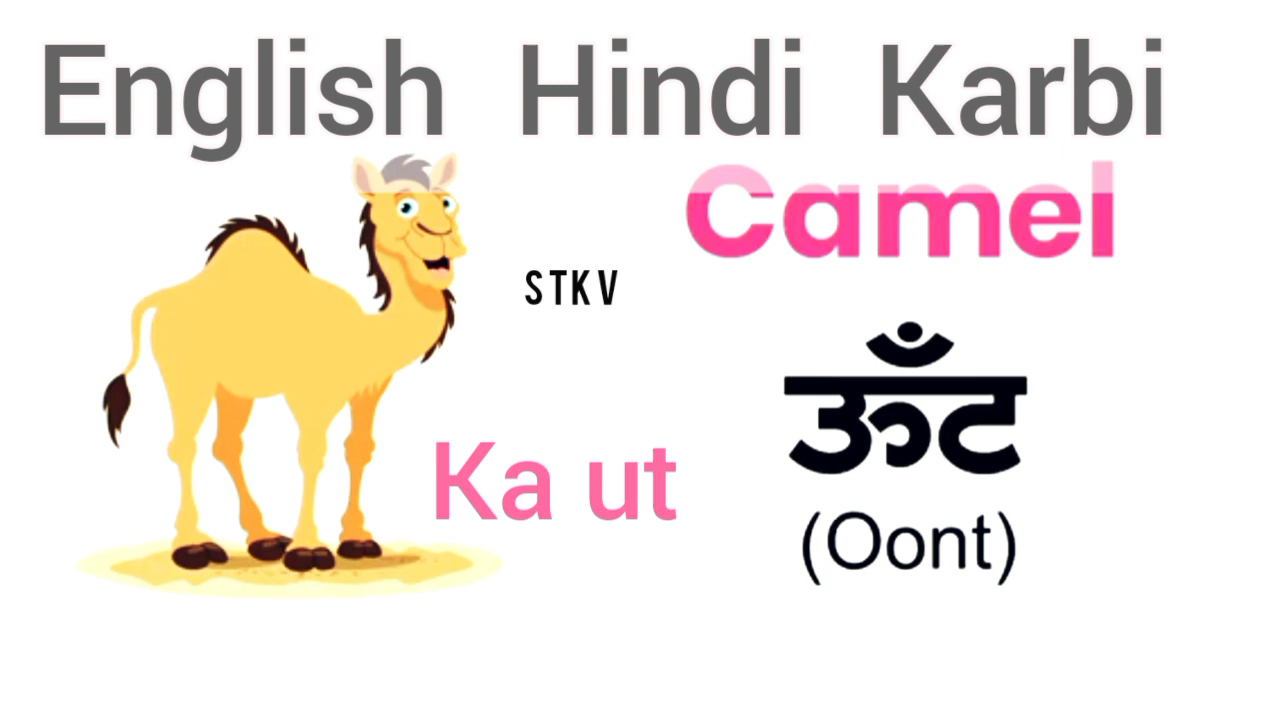 English Hindi Karbi
Camel
STKV
ऊँट
Ka ut
(Oont)